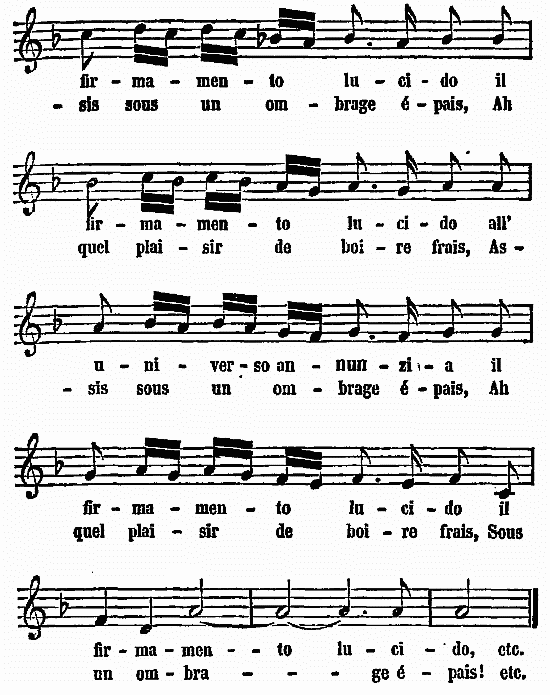 fir - ma - men - to lu - ci - do il
- sis sous un om - brage é - pais, Ah
fir - ma - men - to lu - ci - do all'
quel plai - sir de boi - re frais, As -
u - ni - ver - so an - nun - zi - a il
- sis sous un om - brage é - pais, Ah
fir - ma - men - to lu - ci - do il
quel plai - sir de boi - re frais, Sous
fir - ma - men - to lu - ci - do, etc.
un om - bra - - - ge é - pais! etc.